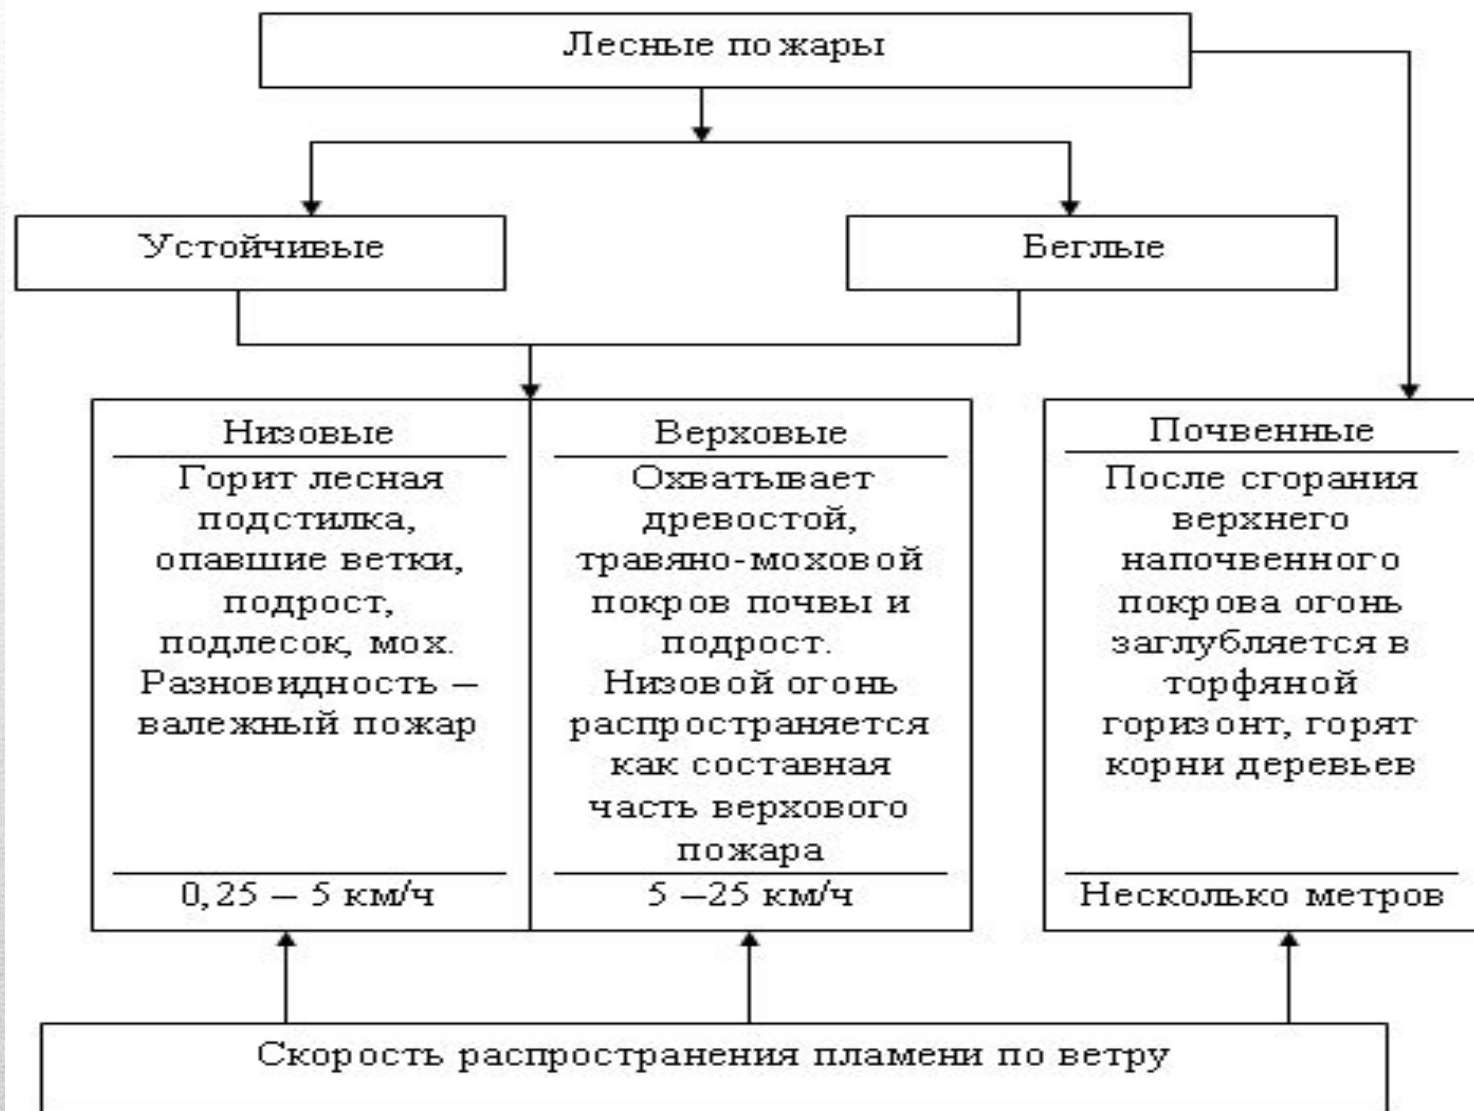 Лесные пожары
Устойчивые
Беглые
Низовые
Горит лесная
подстилка,
опавшие ветки,
подрост,
подлесок, мох.
Разновидность –
валежный пожар
0,25 – 5 км/ч
Верховые
Охватывает
древостой,
травяно-моховой
покров почвы и
подрост.
Низовой огонь
распространяется
как составная
часть верхового
пожара
5 –25 км/ч
Почвенные
После сгорания
верхнего
напочвенного
покрова огонь
заглубляется в
торфяной
горизонт, горят
корни деревьев
Несколько метров
Скорость распространения пламени по ветру